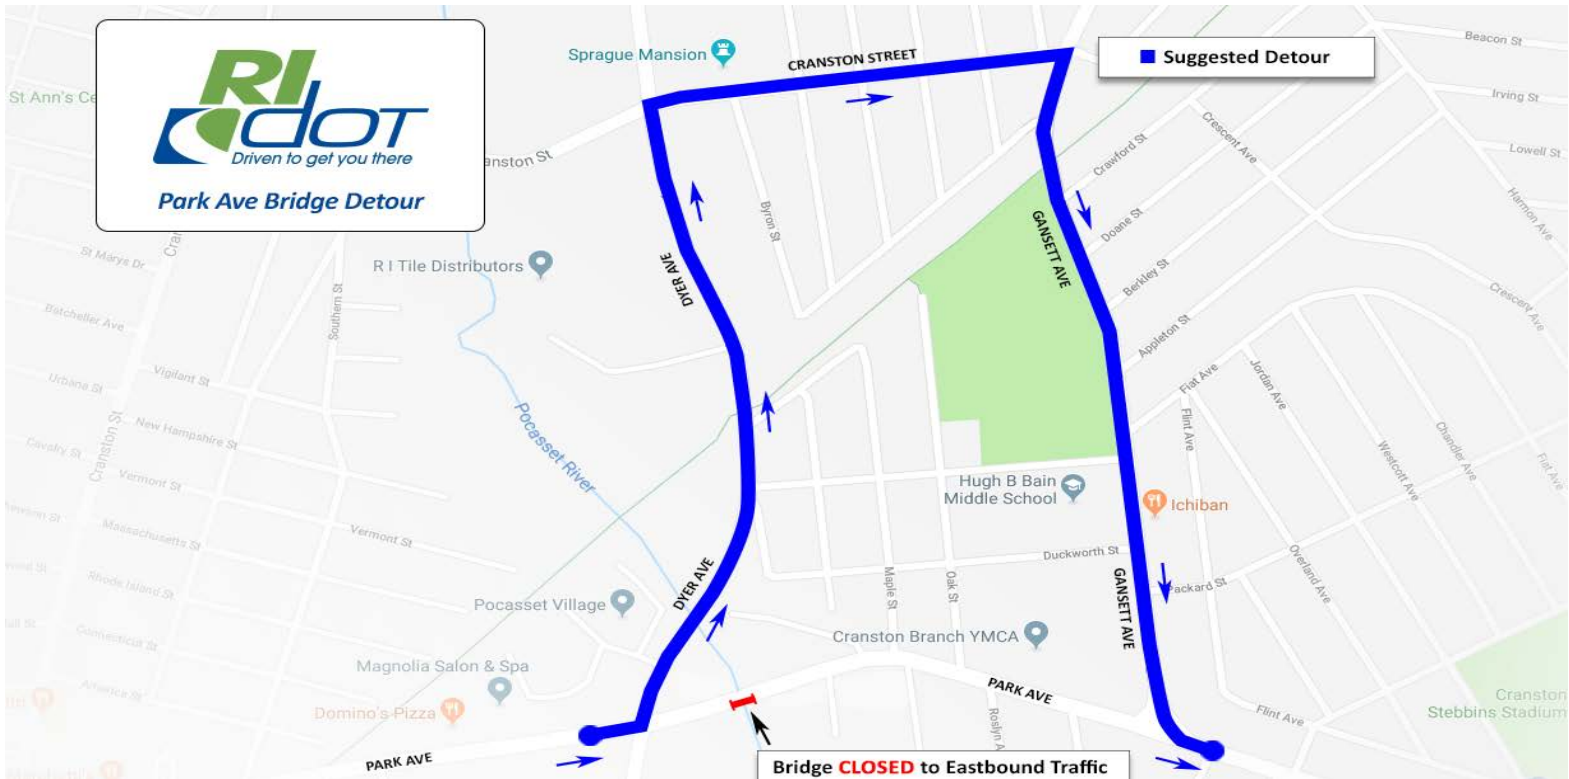 RI
DOT
Driven to get you there
Park Ave Bridge Detour
Suggested Detour
Sprague Mansion
CRANSTON STREET
Beacon St
Irving St
Lowell St
Harmon Ave
Crescent Ave
Crescent Ave
Crawford St
Doane St
Berkley St
Appleton St
St Ann's Ce
anston St
Cran
St Marys Dr
Batcheller Ave
Southern St
R I Tile Distributors
Byron St
DYER AVE
GANSETT AVE
Urbana St
Vigilant St
New Hampshire St
Cavalry St
Cranston St
Vermont St
Vermont St
Massachusetts St
Rhode Island St
Connecticut St
America St
Pocasset River
Fiat Ave
Flint Ave
Jordan Ave
Westcott Ave
Chandler Ave
Fiat Ave
Hugh B Bain
Middle School
Ichiban
Duckworth St
Overland Ave
Packard St
Maple St
Oak St
DYER AVE
GANSETT AVE
Pocasset Village
Cranston Branch YMCA
Magnolia Salon & Spa
Domino's Pizza
PARK AVE
PARK AVE
Roslyn A
Flint Ave
Cranston
Stebbins Stadium
Bridge CLOSED to Eastbound Traffic